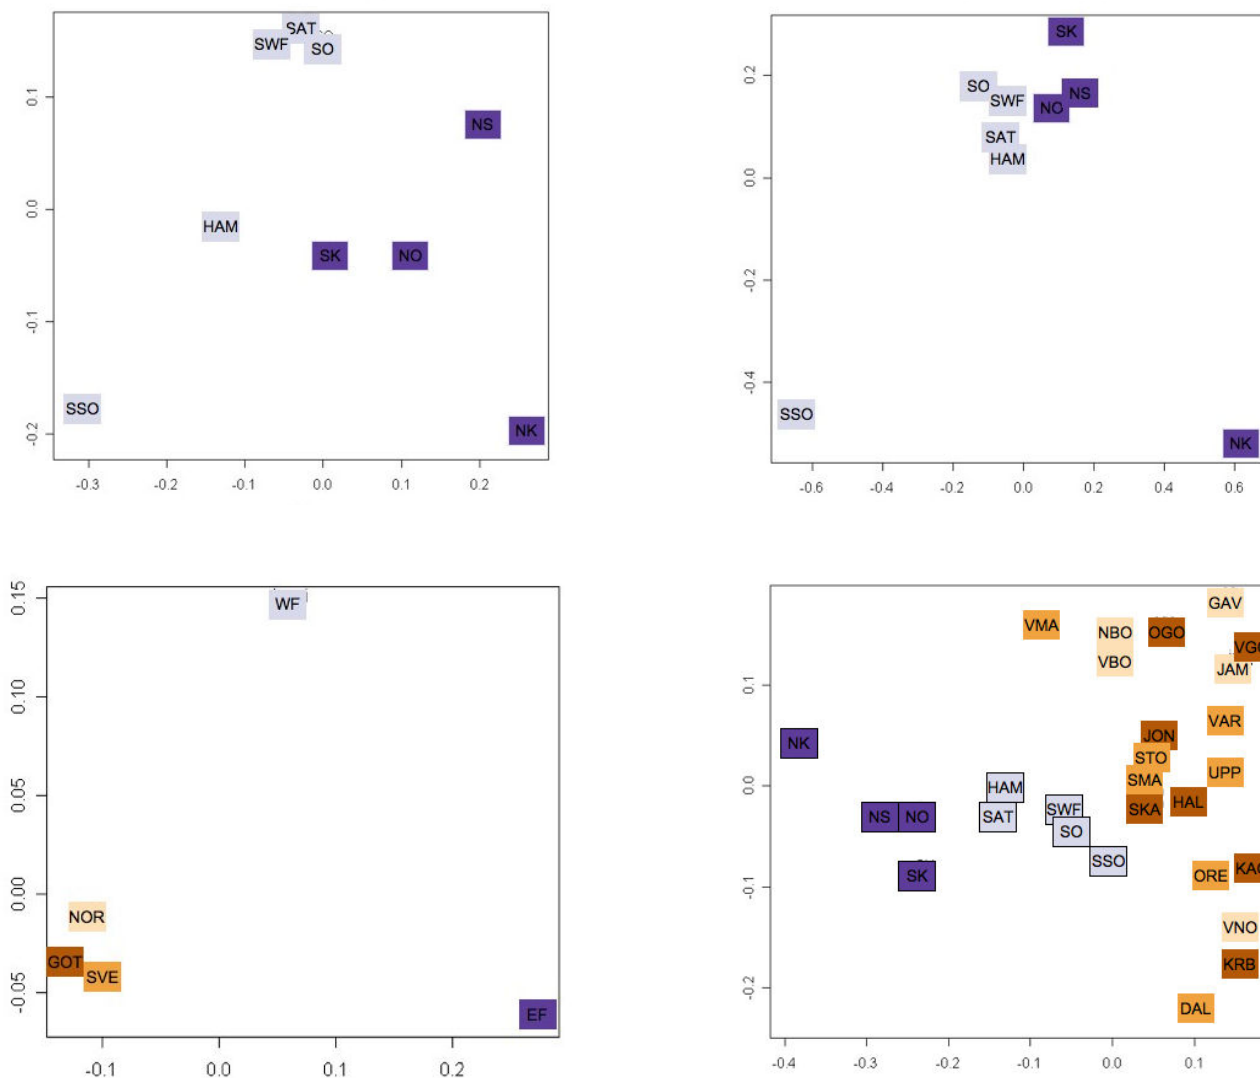 SAT
SWF
SO
0.1
NS
0.0
HAM
SK
NO
-0.1
SSO
-0.2
NK
-0.3
-0.2
-0.1
0.0
0.1
0.2
SK
0.2
SO
SWF
NS
NO
SAT
HAM
0.0
-0.2
-0.4
SSO
NK
-0.6
-0.4
-0.2
0.0
0.2
0.4
0.6
0.15
WF
0.10
0.05
0.00
NOR
GOT
SVE
-0.05
EF
-0.1
0.0
0.1
0.2
GAV
VMA
NBO
OGO
VGO
VBO
JAM
0.1
VAR
JON
NK
STO
UPP
SMA
0.0
HAM
HAL
SKA
SWF
NS
NO
SAT
SO
SSO
SK
ORE
KAO
-0.1
VNO
KRB
-0.2
DAL
-0.4
-0.3
-0.2
-0.1
0.0
0.1